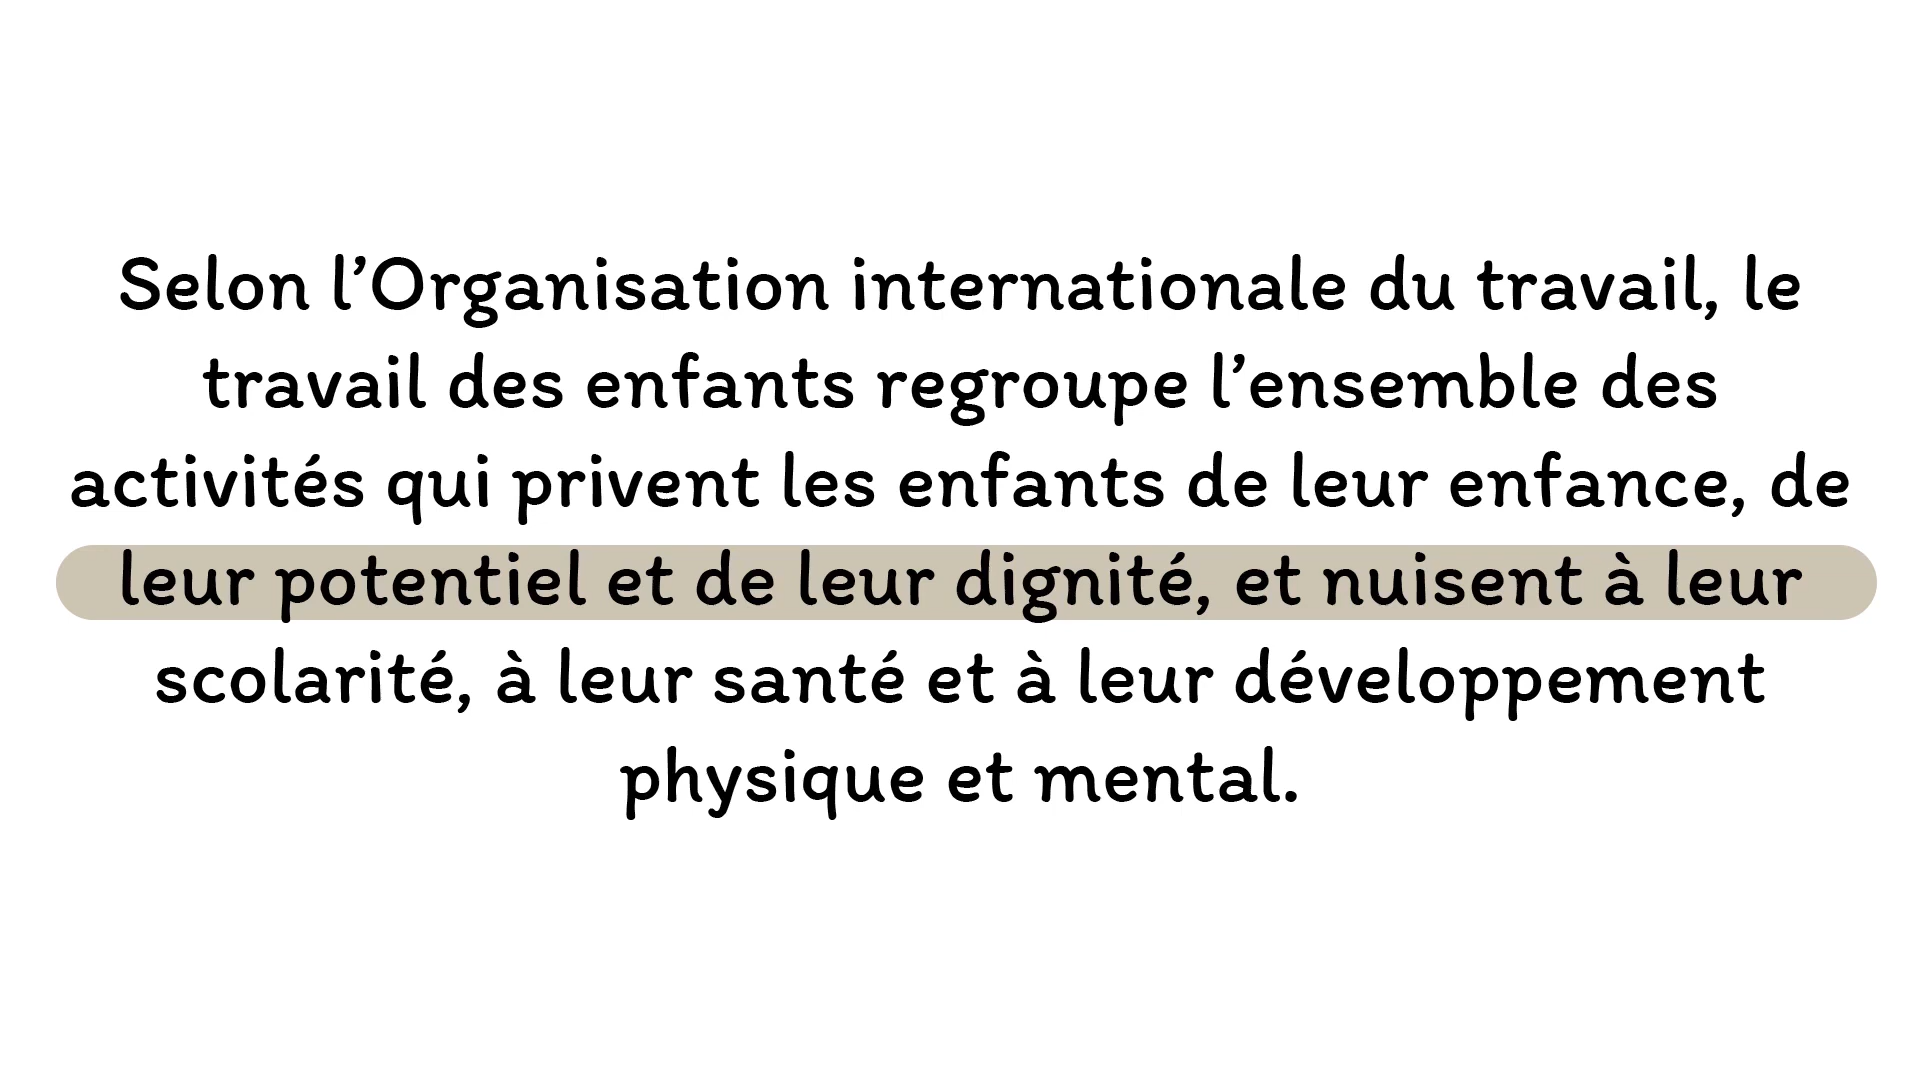 Selon l’Organisation internationale du travail, le
travail des enfants regroupe l’ensemble des
activités qui privent les enfants de leur enfance, de
leur potentiel et de leur dignité, et nuisent à leur
scolarité, à leur santé et à leur développement
physique et mental.